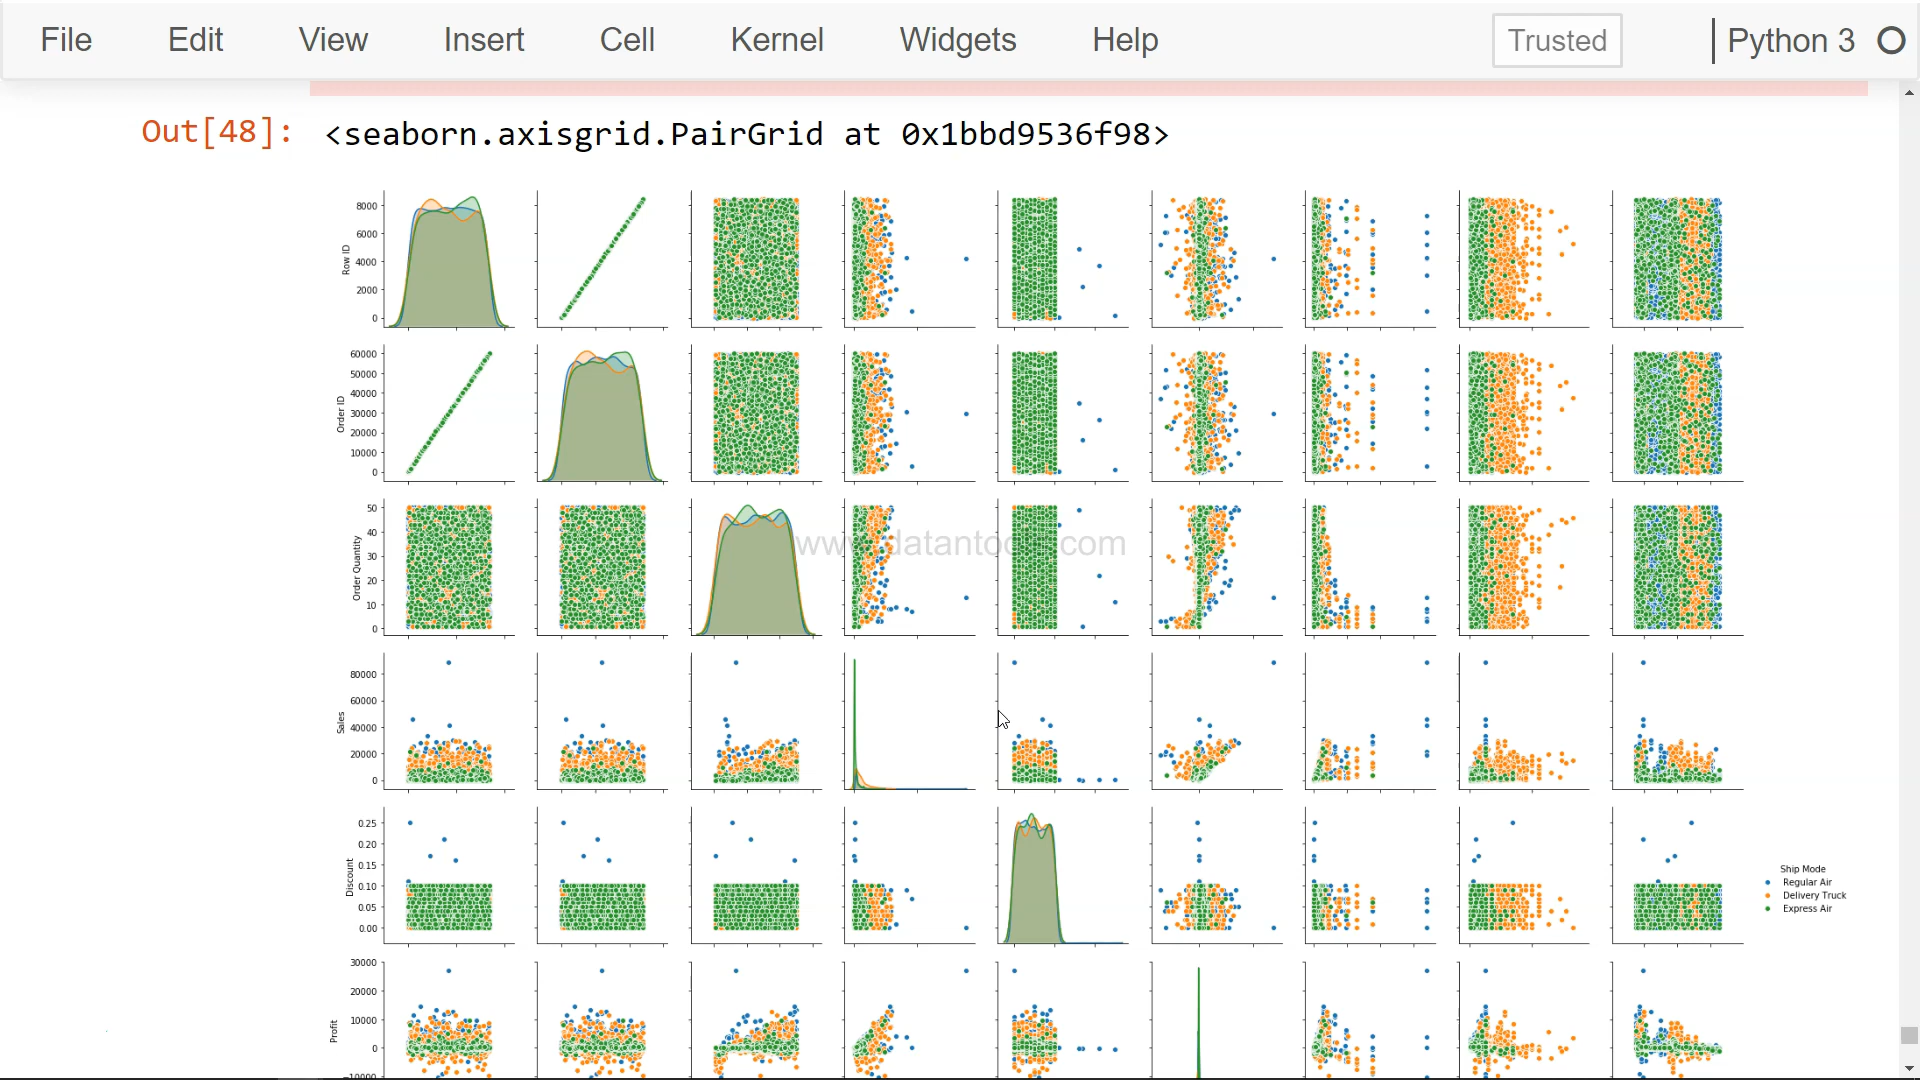 File Edit View Insert Cell Kernel Widgets Help Trusted Python 3
Out[48]: <seaborn.axisgrid.PairGrid at 0x1bbd9536f98>
8000
6000
4000
2000
0
Row ID
60000
50000
40000
30000
20000
10000
0
Order ID
50
40
30
20
10
0
Order Quantity
80000
60000
40000
20000
0
Sales
0.25
0.20
0.15
0.10
0.05
0.00
Discount
Ship Mode
Regular Air
Delivery Truck
Express Air
30000
20000
10000
0
−10000
Profit